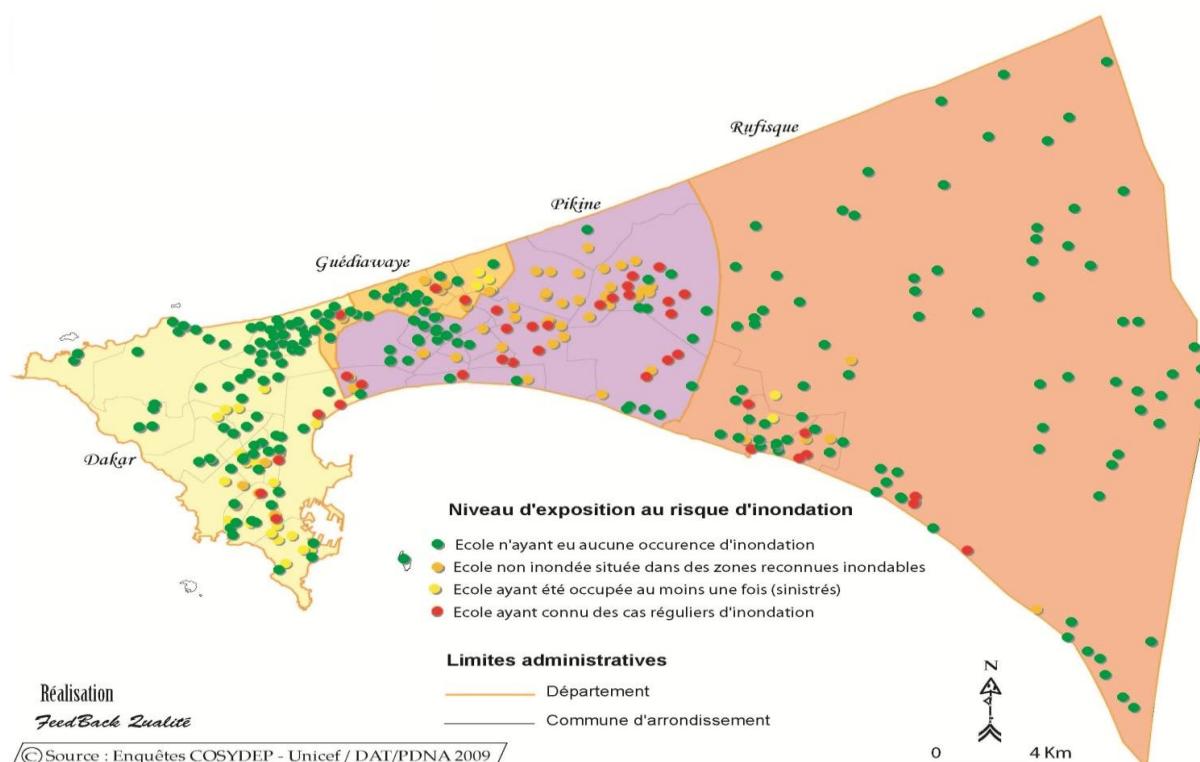 Rufisque
Pikine
Guédiawaye
Dakar
Niveau d'exposition au risque d'inondation
Ecole n'ayant eu aucune occurence d'inondation
Ecole non inondée située dans des zones reconnues inondables
Ecole ayant été occupée au moins une fois (sinistrés)
Ecole ayant connu des cas réguliers d'inondation
Limites administratives
Département
Commune d'arrondissement
N
0 4 Km
Réalisation
FeedBack Qualité
© Source : Enquêtes COSYDEP - Unicef / DAT/PDNA 2009